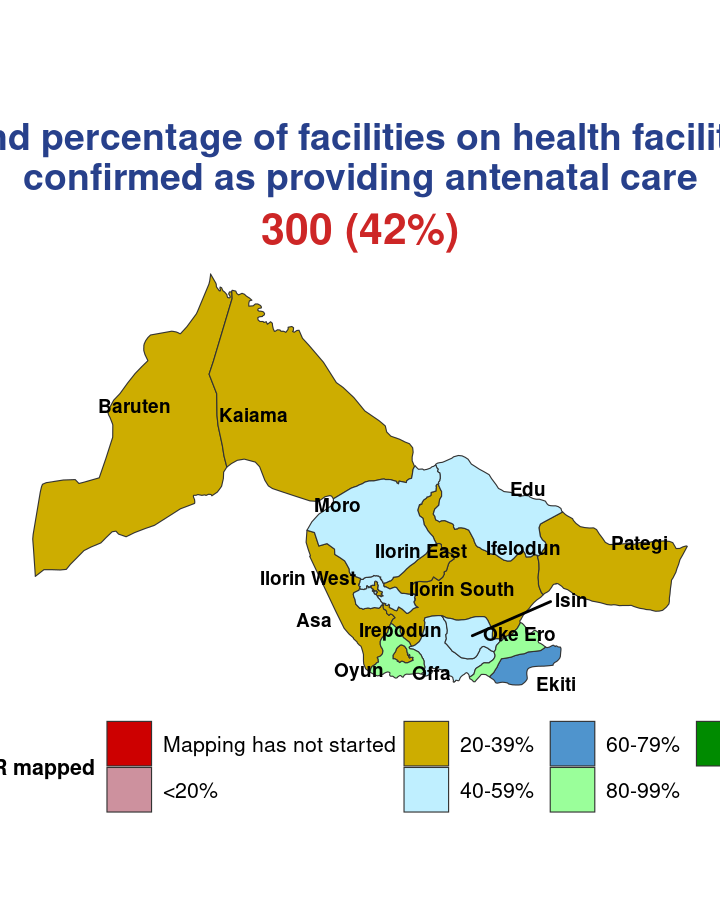 nd percentage of facilities on health facilit
confirmed as providing antenatal care
300 (42%)
Baruten
Kaiama
Edu
Moro
Pategi
Ilorin East
Ifelodun
Ilorin West
Ilorin South
Isin
Asa
Irepodun
Oke Ero
Oyun
Offa
Ekiti
R mapped
Mapping has not started
<20%
20-39%
40-59%
60-79%
80-99%